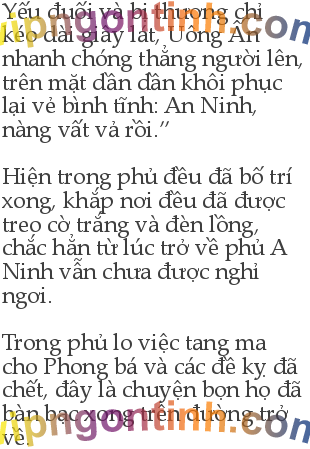 Yếu đuối và bi thương chỉ
kéo dài giây lát, Uông Ấn
nhanh chóng thẳng người lên,
trên mặt dần dần khôi phục
lại vẻ bình tĩnh: An Ninh,
nàng vất vả rồi.”
Hiện trong phủ đều đã bố trí
xong, khắp nơi đều đã được
treo cờ trắng và đèn lồng,
chắc hẳn từ lúc trở về phủ A
Ninh vẫn chưa được nghi
ngơi.
Trong phủ lo việc tang ma
cho Phong bá và các đề kỵ đã
chết, đây là chuyện bọn họ đã
bàn bạc xong trên đường trở
về.
vipngontinh.com
vipngontinh.com